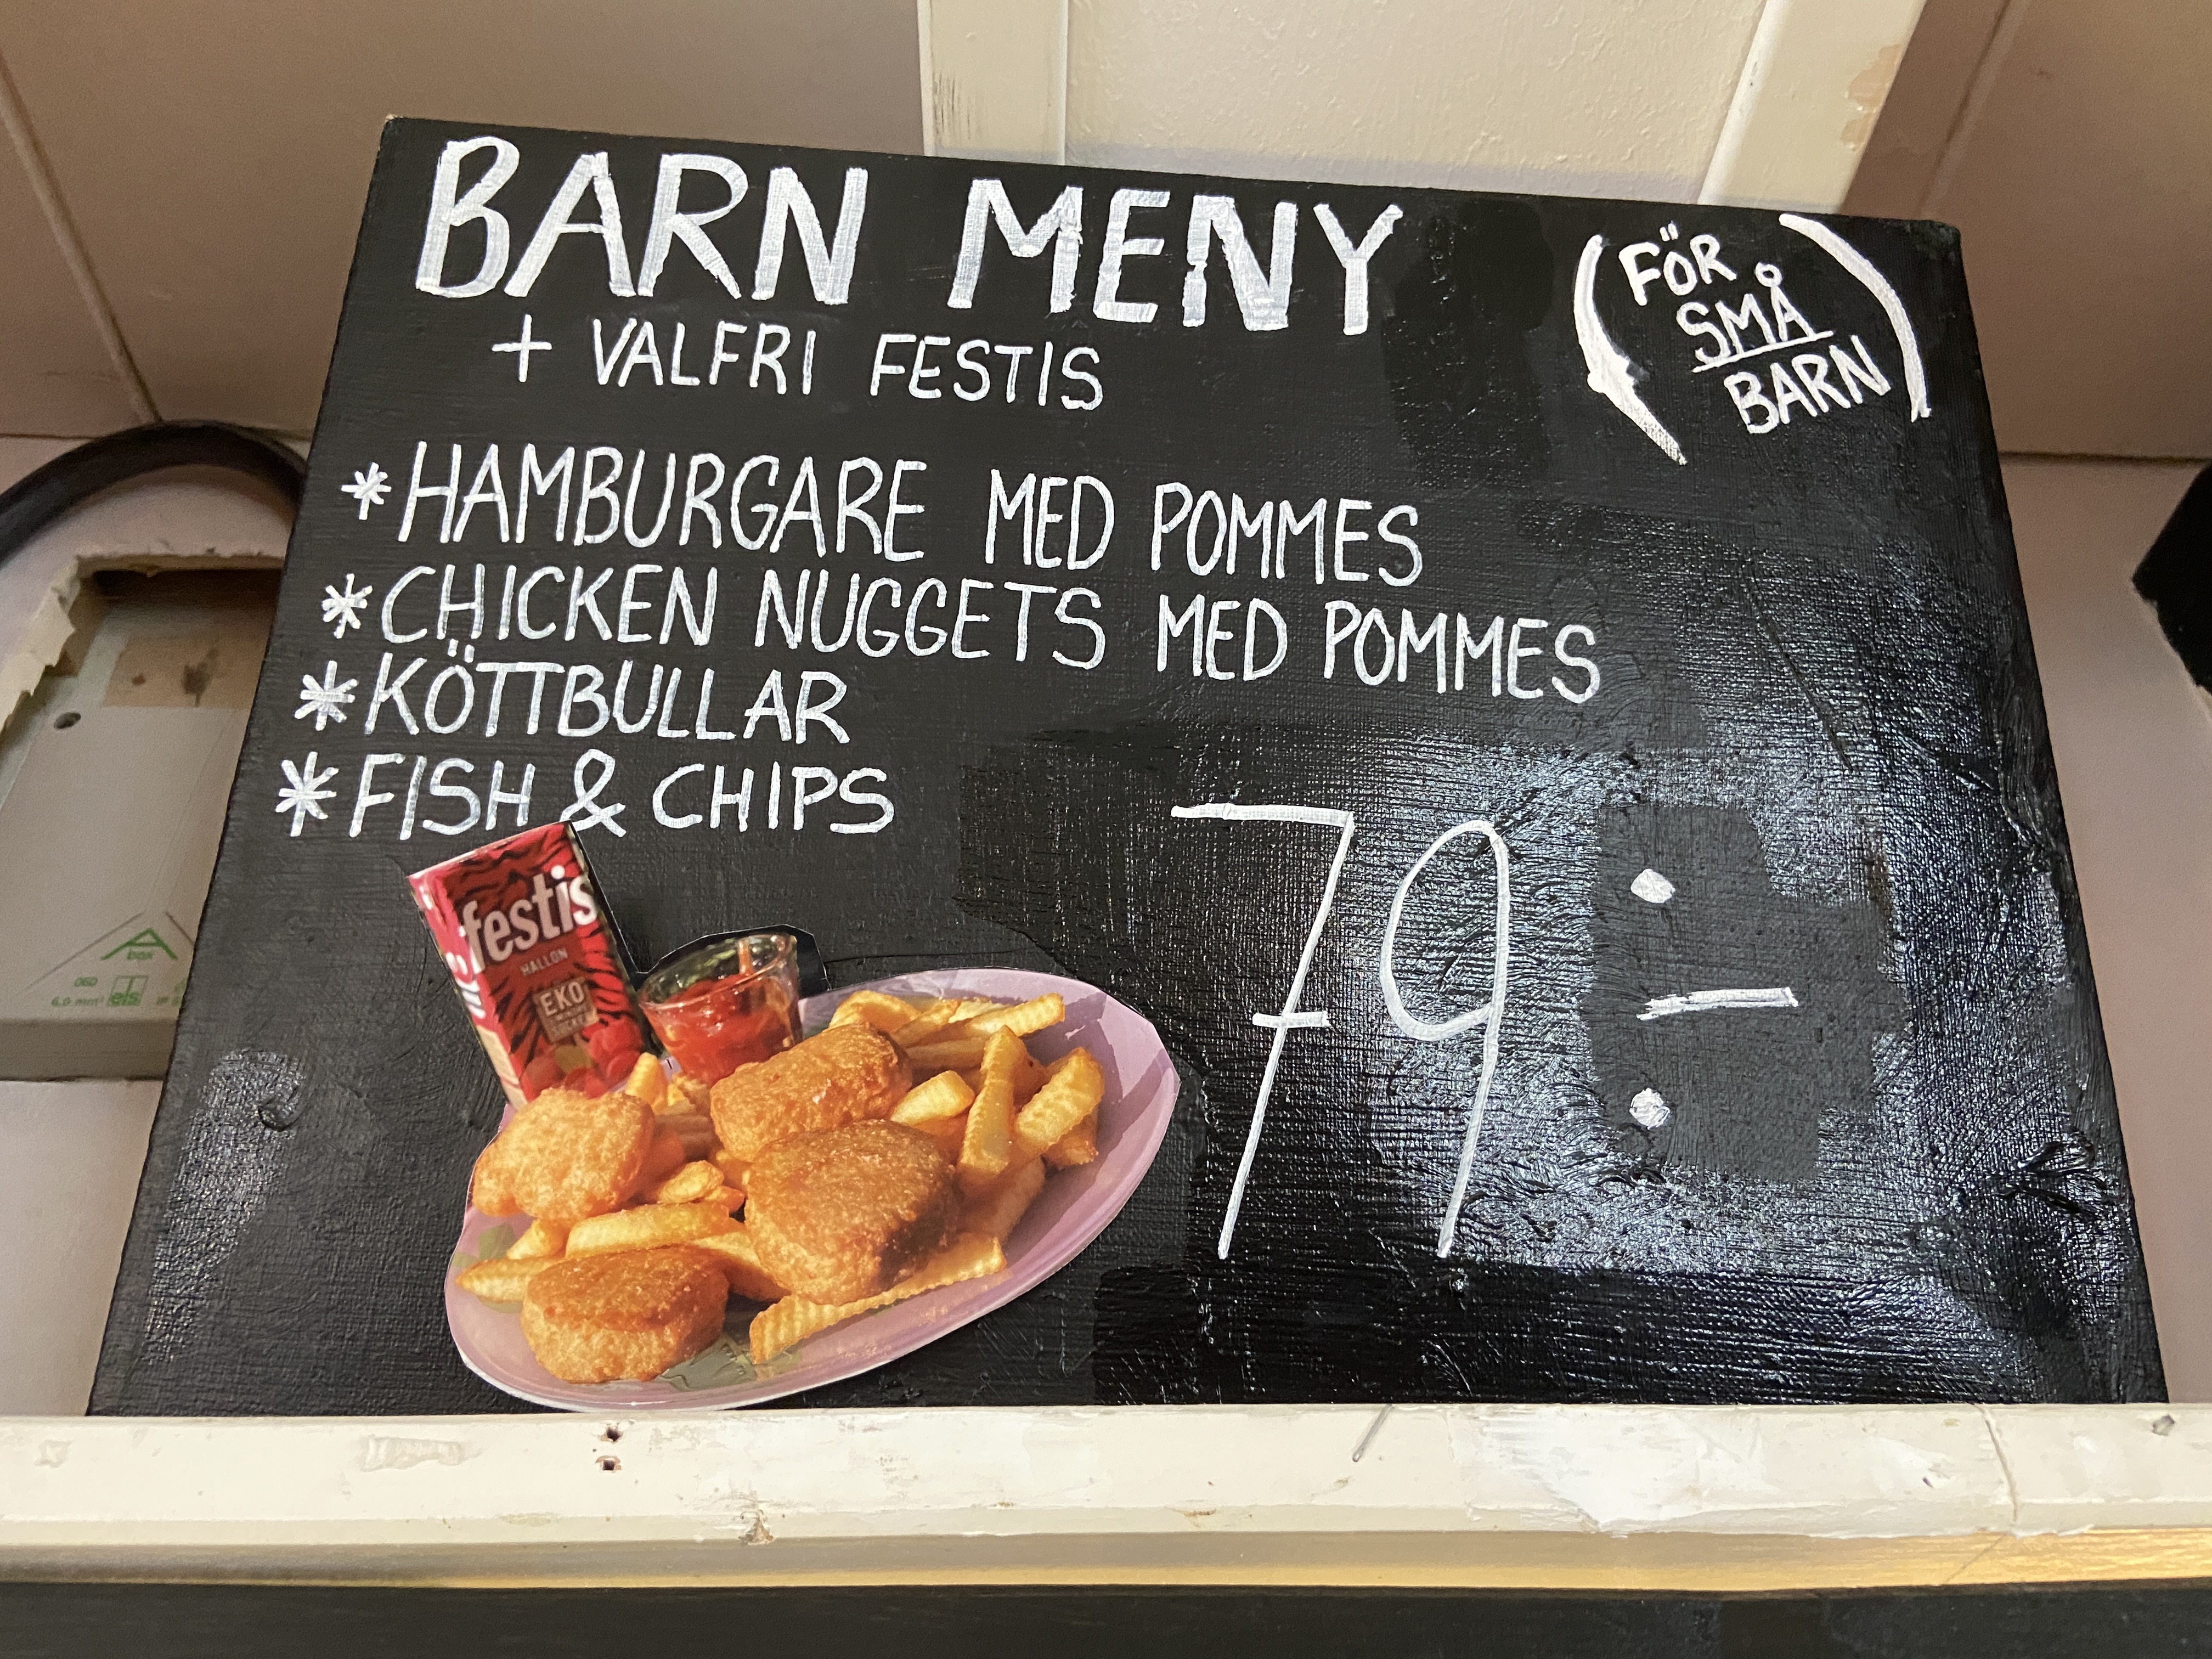 BARN MENY
(FÖR
SMÅ
BARN)
+ VALFRI FESTIS
*HAMBURGARE MED POMMES
*CHICKEN NUGGETS MED POMMES
*KÖTTBULLAR
*FISH & CHIPS
79:-
festis
HALLON
EKO